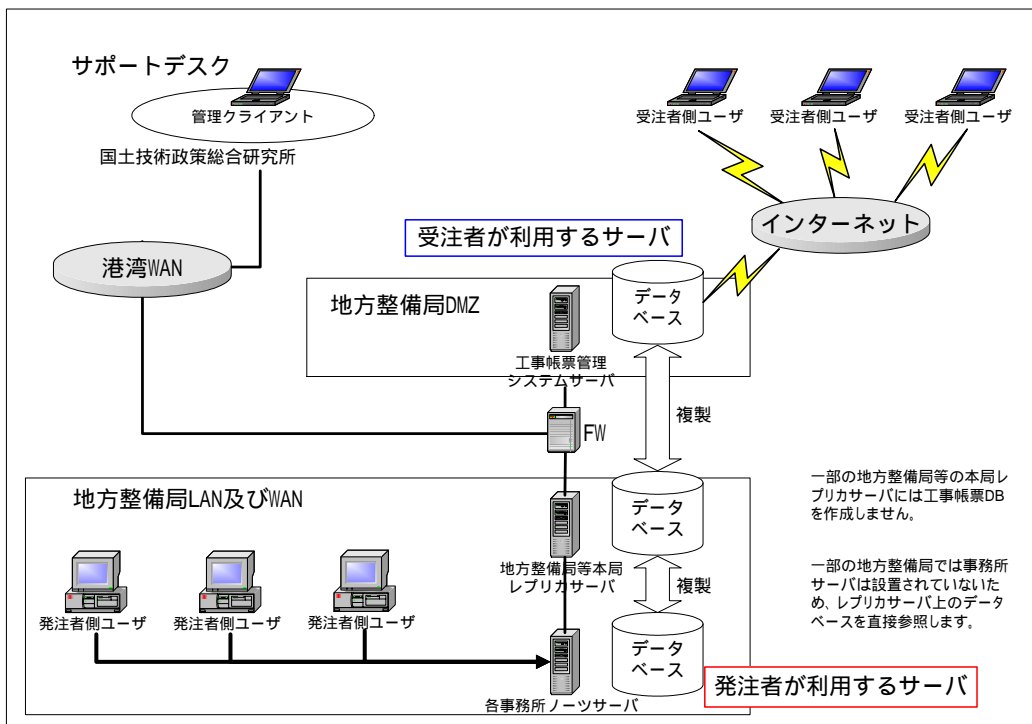 サポートデスク
管理クライアント
国土技術政策総合研究所
受注者側ユーザ
受注者側ユーザ
受注者側ユーザ
インターネット
受注者が利用するサーバ
港湾WAN
地方整備局DMZ
データ
ベース
工事帳票管理
システムサーバ
複製
FW
地方整備局LAN及びWAN
データ
ベース
地方整備局等本局
レプリカサーバ
複製
発注者側ユーザ
発注者側ユーザ
発注者側ユーザ
データ
ベース
各事務所ノーツサーバ
発注者が利用するサーバ
一部の地方整備局等の本局レ
プリカサーバには工事帳票DB
を作成しません。
一部の地方整備局では事務所
サーバは設置されていないた
め、レプリカサーバ上のデータ
ベースを直接参照します。